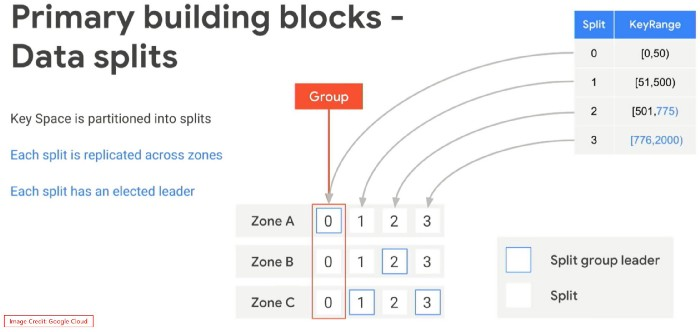 Primary building blocks -
Data splits
Key Space is partitioned into splits
Each split is replicated across zones
Each split has an elected leader
Group
Split KeyRange
0 [0,50)
1 [51,500)
2 [501,775)
3 [776,2000)
Zone A 0 1 2 3
Zone B 0 1 2 3
Zone C 0 1 2 3
Split group leader
Split
Image Credit: Google Cloud